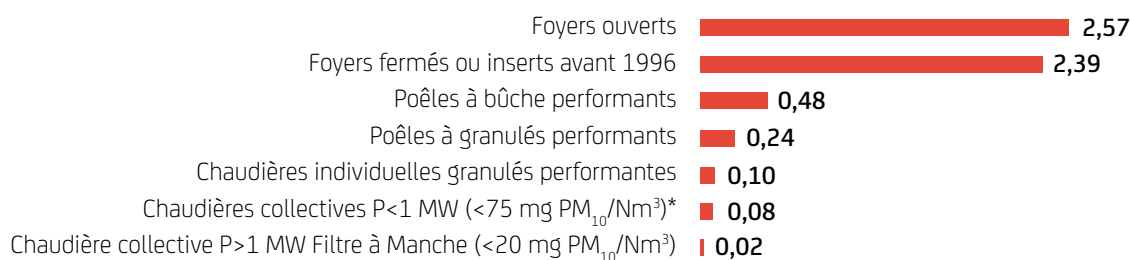 Foyers ouverts 2,57
Foyers fermés ou inserts avant 1996 2,39
Poêles à bûche performants 0,48
Poêles à granulés performants 0,24
Chaudières individuelles granulés performantes 0,10
Chaudières collectives P<1 MW (<75 mg PM₁₀/Nm³)* 0,08
Chaudière collective P>1 MW Filtre à Manche (<20 mg PM₁₀/Nm³) 0,02